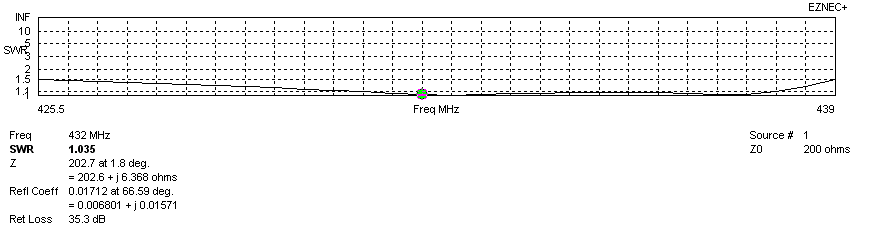 EZNEC+
INF
10
5
SWR
3
2
1.5
1.1
1
425.5 Freq MHz 439
Freq 432 MHz Source # 1
SWR 1.035 Z0 200 ohms
Z 202.7 at 1.8 deg.
= 202.6 + j 6.368 ohms
Refl Coeff 0.01712 at 66.59 deg.
= 0.006801 + j 0.01571
Ret Loss 35.3 dB